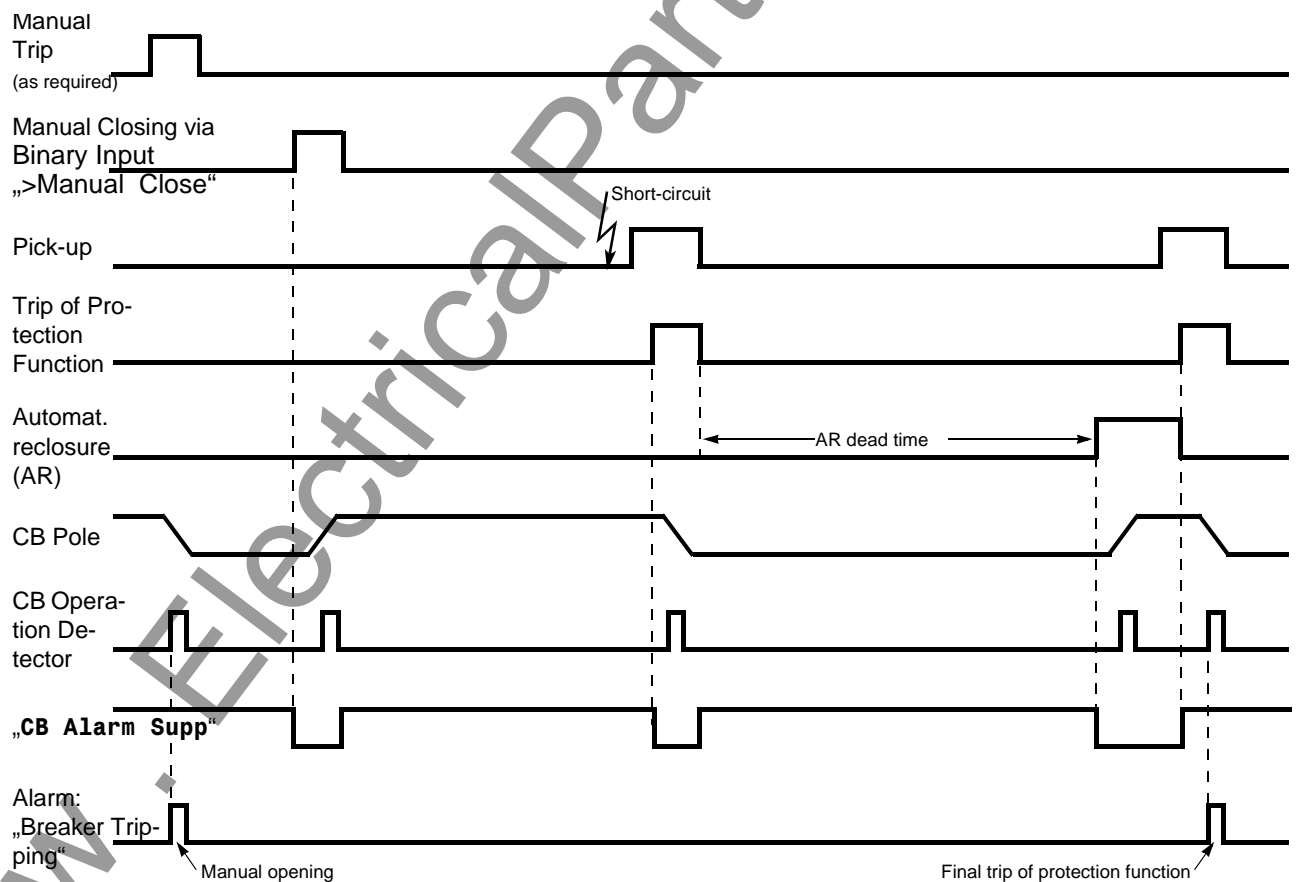 Manual
Trip
(as required)
Manual Closing via
Binary Input
„>Manual Close“
Short-circuit
Pick-up
Trip of Pro-
tection
Function
Automat.
reclosure
(AR)
AR dead time
CB Pole
CB Opera-
tion De-
tector
„CB Alarm Supp“
Alarm:
„Breaker Trip-
ping“
Manual opening
Final trip of protection function
w . ElectricalPart